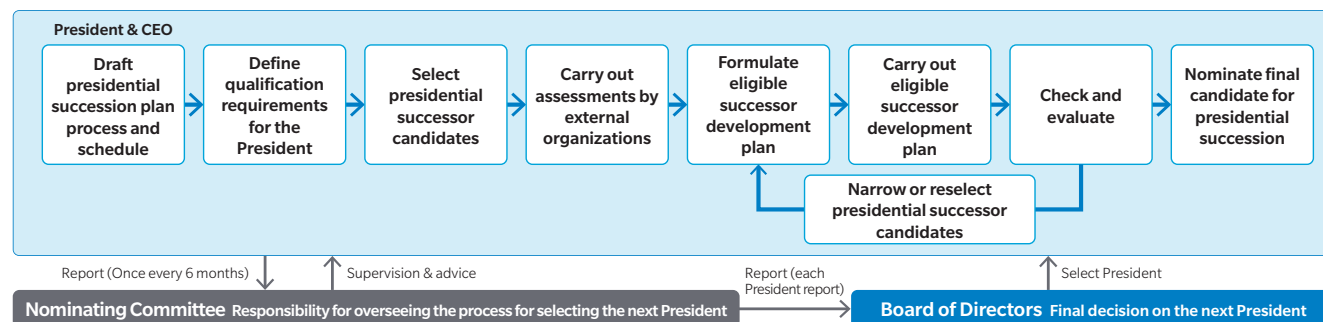 President & CEO
Draft
presidential
succession plan
process and
schedule
Define
qualification
requirements
for the
President
Select
presidential
successor
candidates
Carry out
assessments by
external
organizations
Formulate
eligible
successor
development
plan
Carry out
eligible
successor
development
plan
Check and
evaluate
Nominate final
candidate for
presidential
succession
Narrow or reselect
presidential successor
candidates
Report (Once every 6 months)
Supervision & advice
Report (each
President report)
Select President
Nominating Committee Responsibility for overseeing the process for selecting the next President
Board of Directors Final decision on the next President